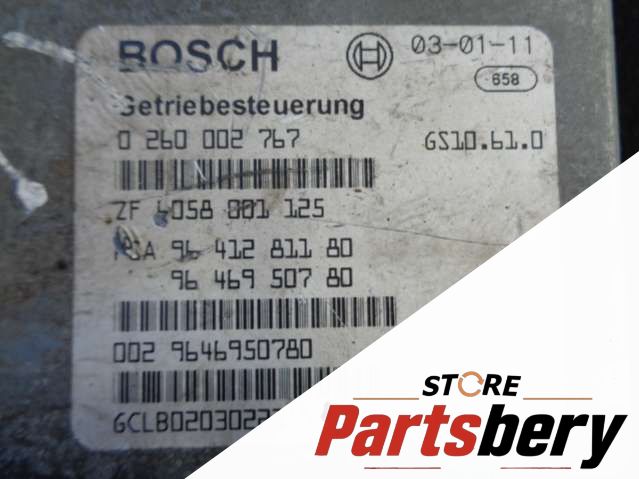 BOSCH 03-01-11
658
Getriebesteuerung
0 260 002 767 GS10.61.0
ZF 6058 001 125
PSA 96 412 811 80
96 469 507 80
002 9646950780
STORE
Partsbery